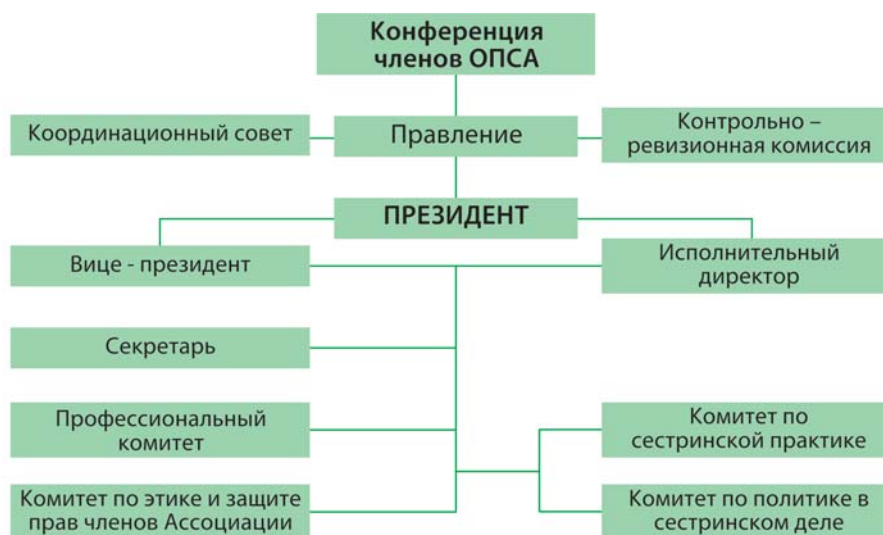 Конференция
членов ОПСА
Координационный совет
Правление
Контрольно –
ревизионная комиссия
ПРЕЗИДЕНТ
Вице - президент
Исполнительный
директор
Секретарь
Профессиональный
комитет
Комитет по
сестринской практике
Комитет по этике и защите
прав членов Ассоциации
Комитет по политике в
сестринском деле